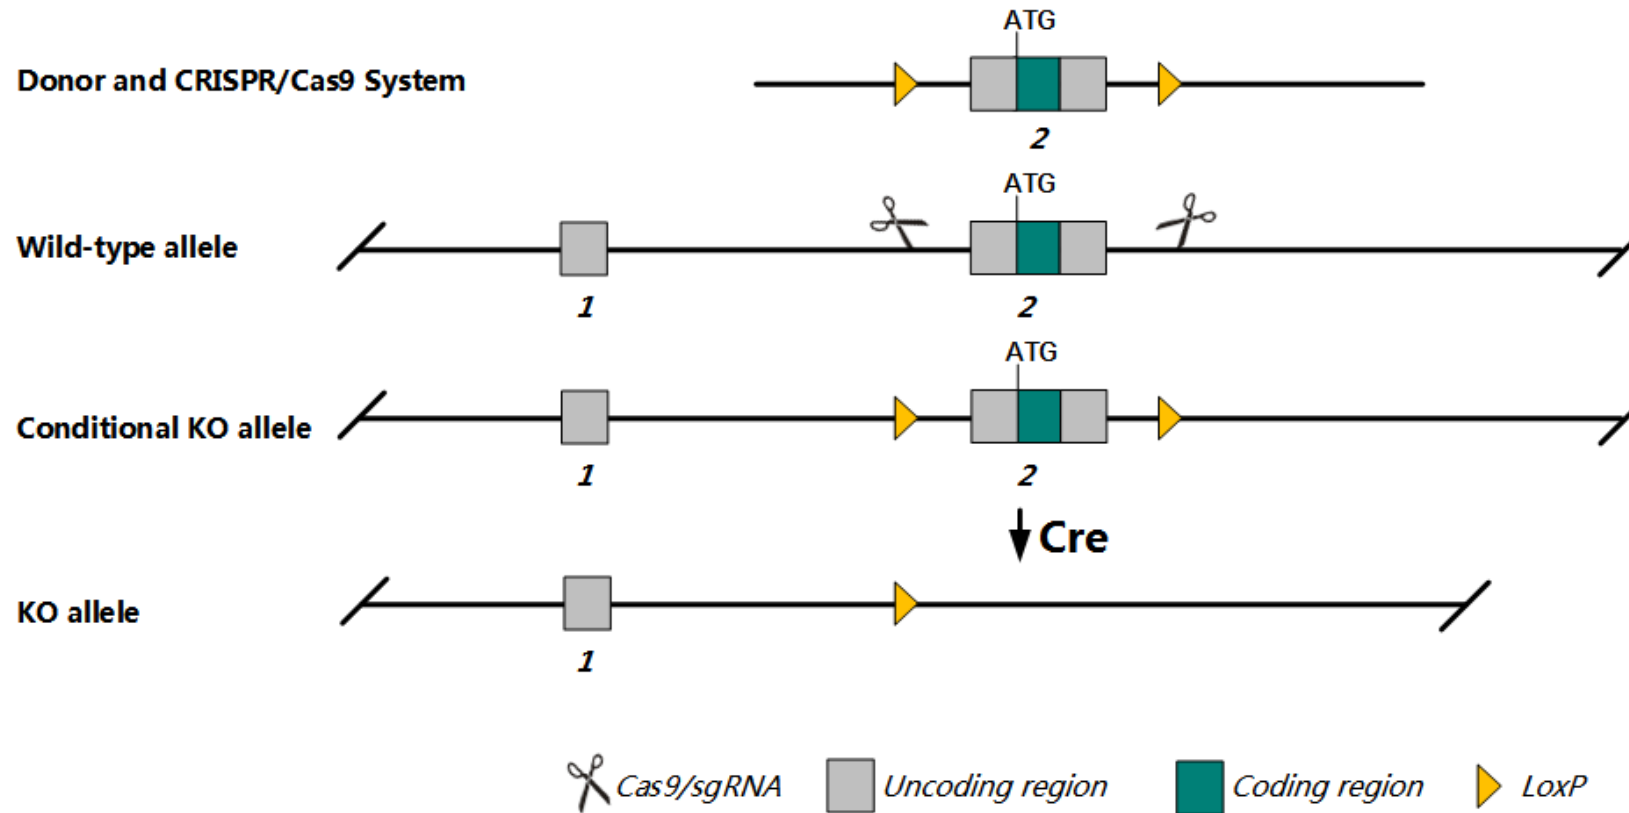 ATG
Donor and CRISPR/Cas9 System
2
ATG
Wild-type allele
1 2
ATG
Conditional KO allele
1 2
Cre
KO allele
1
Cas9/sgRNA Uncoding region Coding region LoxP